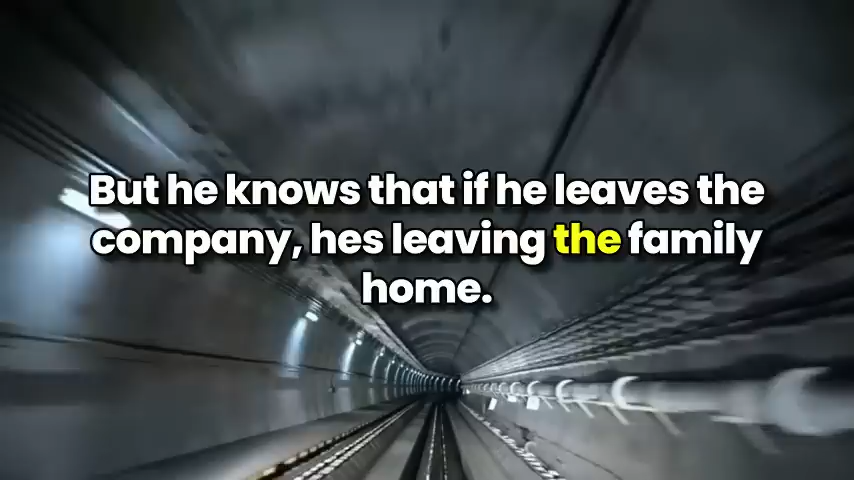 But he knows that if he leaves the
company, hes leaving the family
home.